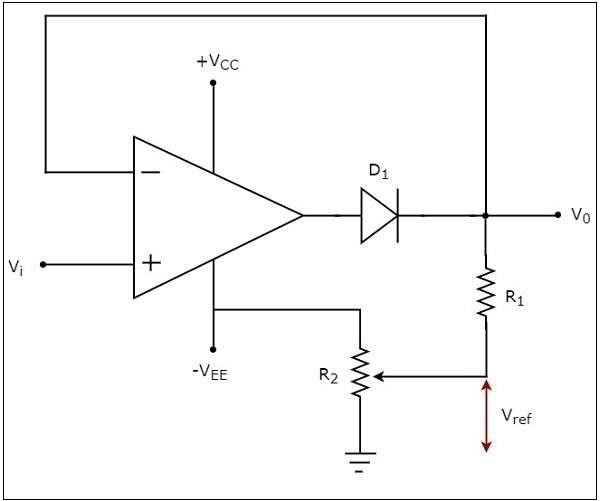 +VCC
D1
−
V0
+
Vi
R1
-VEE
R2
Vref